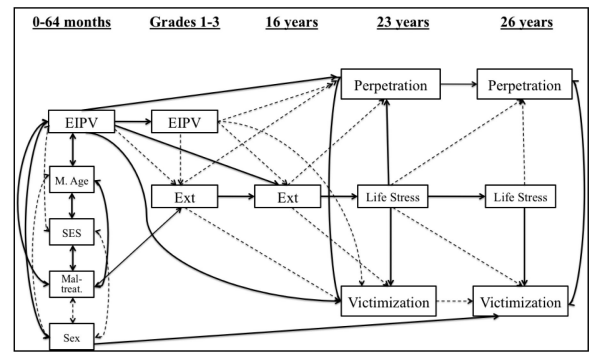 0-64 months Grades 1-3 16 years 23 years 26 years
Perpetration Perpetration
EIPV EIPV
M. Age
Ext Ext Life Stress Life Stress
SES
Mal-
treat.
Victimization Victimization
Sex